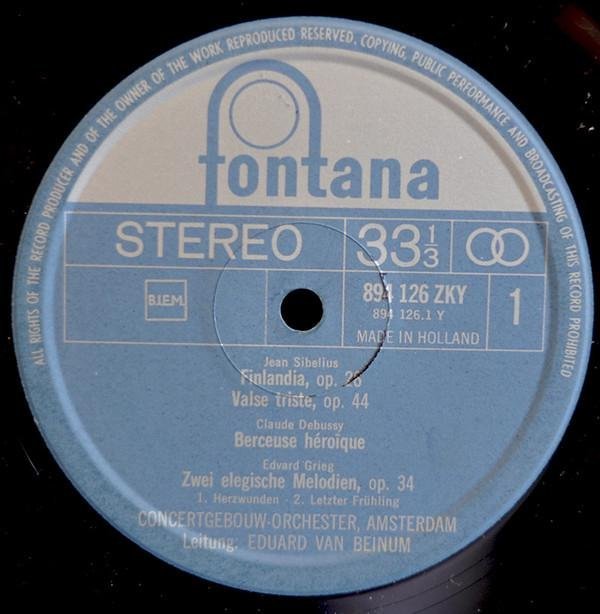 ALL RIGHTS OF THE RECORD PRODUCER AND OF THE OWNER OF THE WORK REPRODUCED RESERVED. COPYING, PUBLIC PERFORMANCE AND BROADCASTING OF THIS RECORD PROHIBITED
fontana
STEREO 33 1/3
B.I.E.M. 894 126 ZKY 1
894 126.1 Y
MADE IN HOLLAND
Jean Sibelius
Finlandia, op. 26
Valse triste, op. 44
Claude Debussy
Berceuse héroïque
Edvard Grieg
Zwei elegische Melodien, op. 34
1. Herzwunden - 2. Letzter Frühling
CONCERTGEBOUW-ORCHESTER, AMSTERDAM
Leitung: EDUARD VAN BEINUM